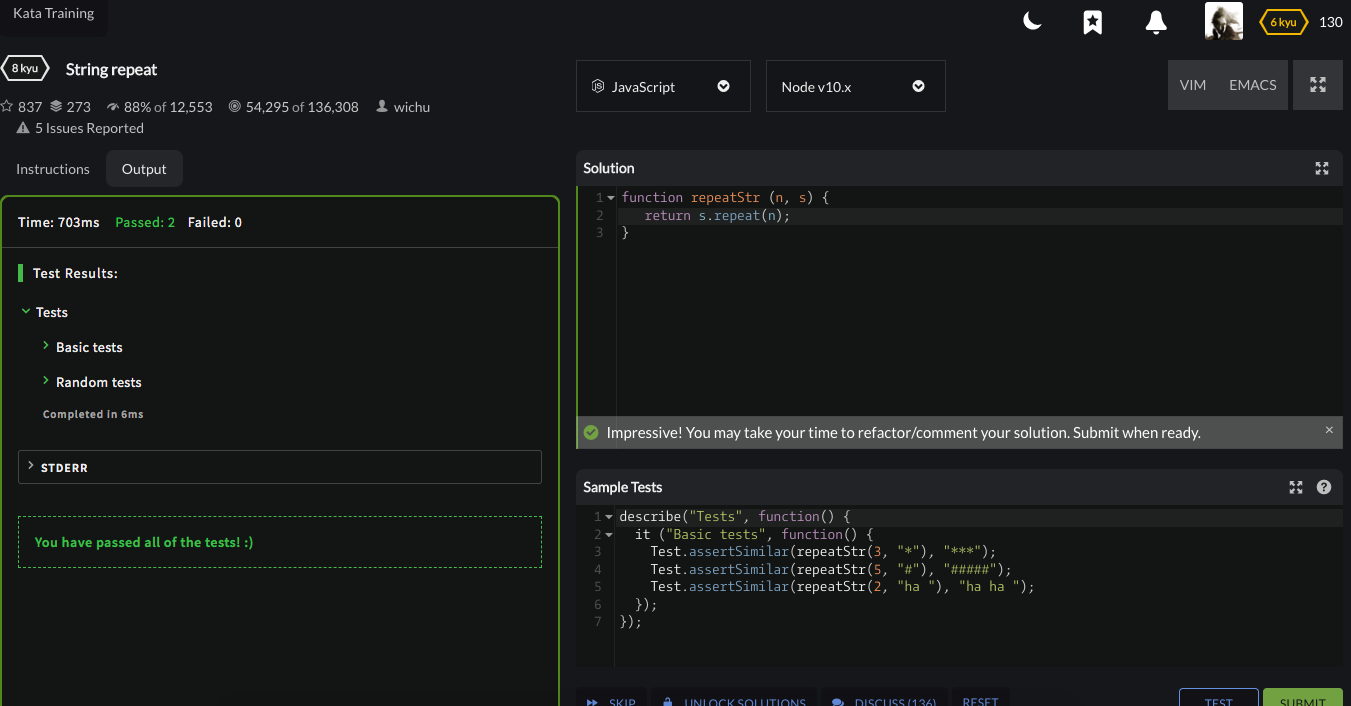 Kata Training
6 kyu 130
8 kyu String repeat
837 273 88% of 12,553 54,295 of 136,308 wichu
5 Issues Reported
Instructions Output
Time: 703ms Passed: 2 Failed: 0
Test Results:
Tests
Basic tests
Random tests
Completed in 6ms
STDERR
You have passed all of the tests! :)
JavaScript Node v10.x VIM EMACS
Solution
1 function repeatStr (n, s) {
2 return s.repeat(n);
3 }
Impressive! You may take your time to refactor/comment your solution. Submit when ready. ×
Sample Tests ?
1 describe("Tests", function() {
2 it ("Basic tests", function() {
3 Test.assertSimilar(repeatStr(3, "*"), "***");
4 Test.assertSimilar(repeatStr(5, "#"), "#####");
5 Test.assertSimilar(repeatStr(2, "ha "), "ha ha ");
6 });
7 });
SKIP UNLOCK SOLUTIONS DISCUSS (136) RESET TEST SUBMIT